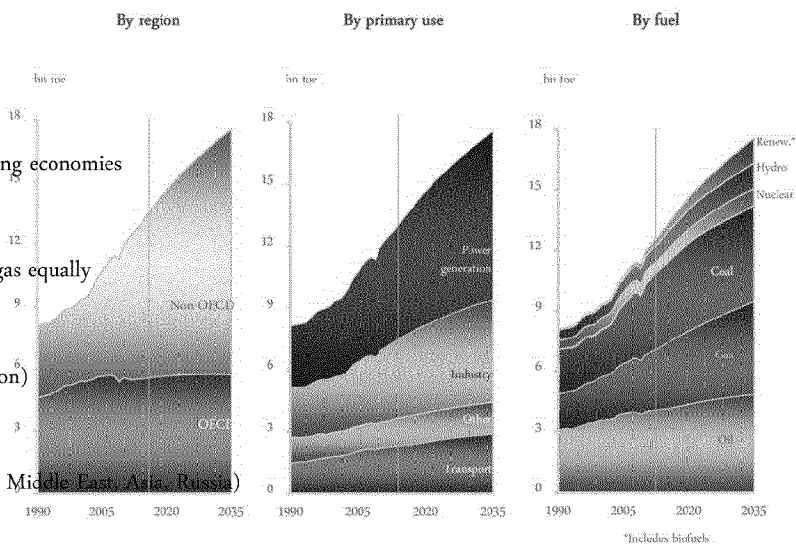 By region
By primary use
By fuel
bn toe
bn toe
bn toe
18
15
12
9
6
3
0
1990
2005
2020
2035
Non OECD
OECD
ng economies
gas equally
on)
Middle East, Asia, Russia)
18
15
12
9
6
3
0
1990
2005
2020
2035
Power
generation
Industry
Other
Transport
18
15
12
9
6
3
0
1990
2005
2020
2035
Renew.*
Hydro
Nuclear
Coal
Gas
Oil
*Includes biofuels